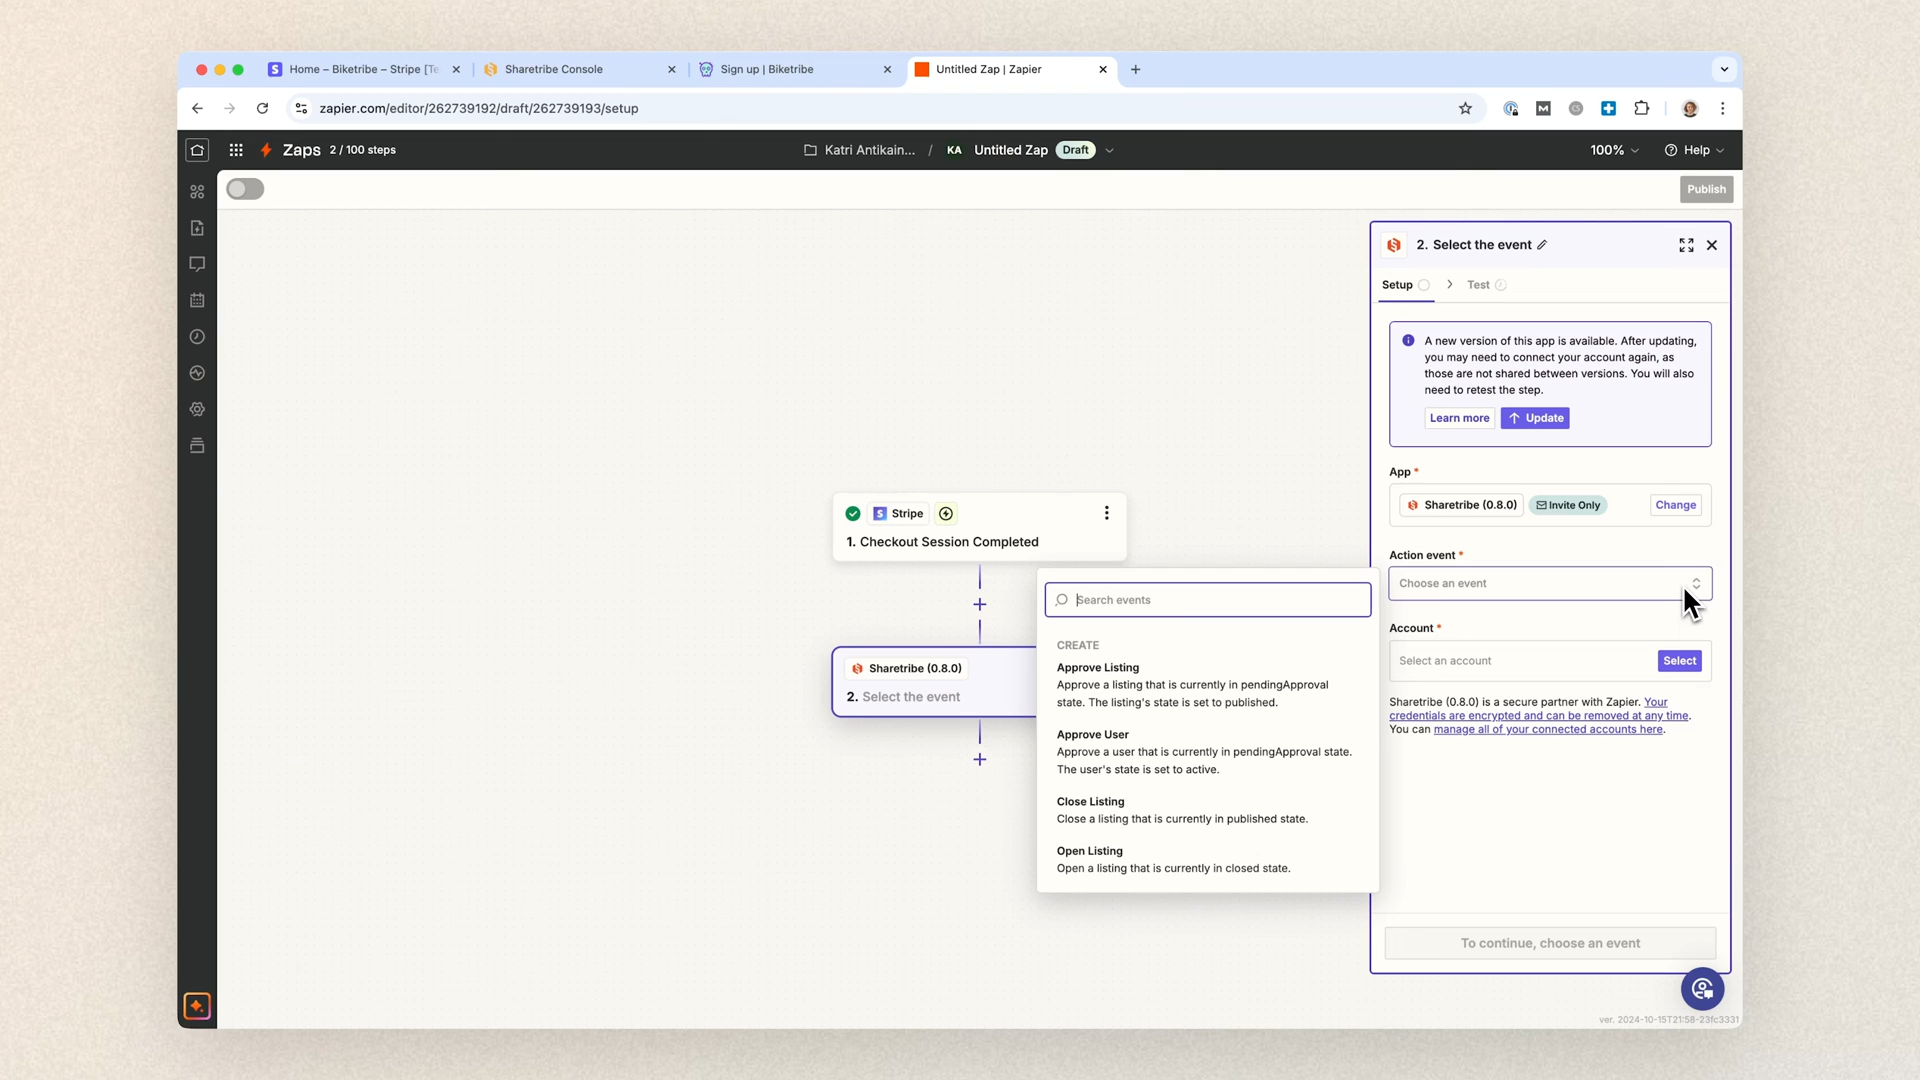 Home – Biketribe – Stripe [Te
Sharetribe Console
Sign up | Biketribe
Untitled Zap | Zapier
zapier.com/editor/262739192/draft/262739193/setup
Zaps 2 / 100 steps
Katri Antikain... / KA Untitled Zap Draft
100%
Help
Publish
2. Select the event
Setup
Test
A new version of this app is available. After updating,
you may need to connect your account again, as
those are not shared between versions. You will also
need to retest the step.
Learn more
Update
App *
Sharetribe (0.8.0)
Invite Only
Change
Stripe
1. Checkout Session Completed
Action event *
Choose an event
Search events
Account *
Select an account
Select
CREATE
Approve Listing
Approve a listing that is currently in pendingApproval
state. The listing's state is set to published.
Approve User
Approve a user that is currently in pendingApproval state.
The user's state is set to active.
Close Listing
Close a listing that is currently in published state.
Open Listing
Open a listing that is currently in closed state.
Sharetribe (0.8.0)
2. Select the event
Sharetribe (0.8.0) is a secure partner with Zapier. Your
credentials are encrypted and can be removed at any time.
You can manage all of your connected accounts here.
To continue, choose an event
ver. 2024-10-15T21:58-23fc3331